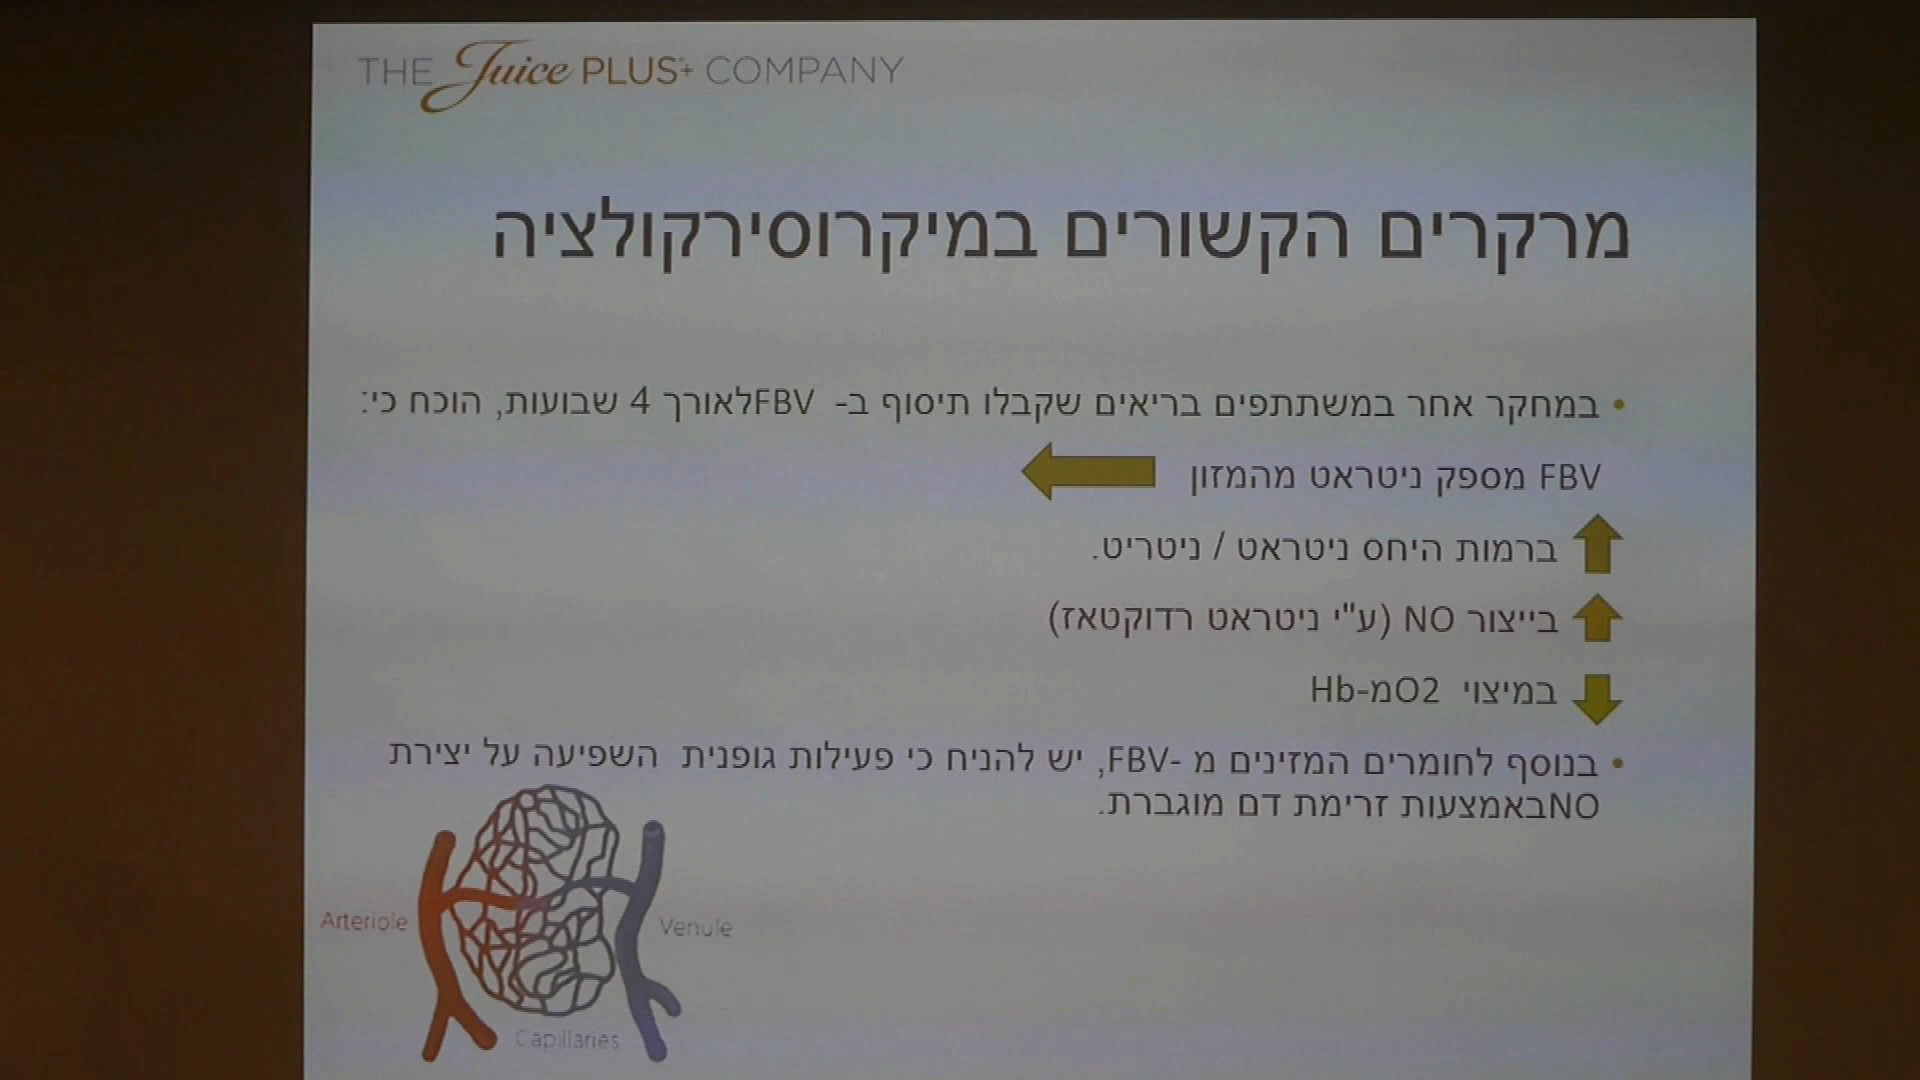 THE Juice PLUS+ COMPANY
מרקרים הקשורים במיקרוסירקולציה
• במחקר אחר במשתתפים בריאים שקבלו תיסוף ב- FBVלאורך 4 שבועות, הוכח כי:
FBV מספק ניטראט מהמזון
ברמות היחס ניטראט / ניטריט.
בייצור NO (ע"י ניטראט רדוקטאז)
במיצוי O2מ-Hb
• בנוסף לחומרים המזינים מ -FBV, יש להניח כי פעילות גופנית השפיעה על יצירת
NOבאמצעות זרימת דם מוגברת.
Arteriole
Venule
Capillaries